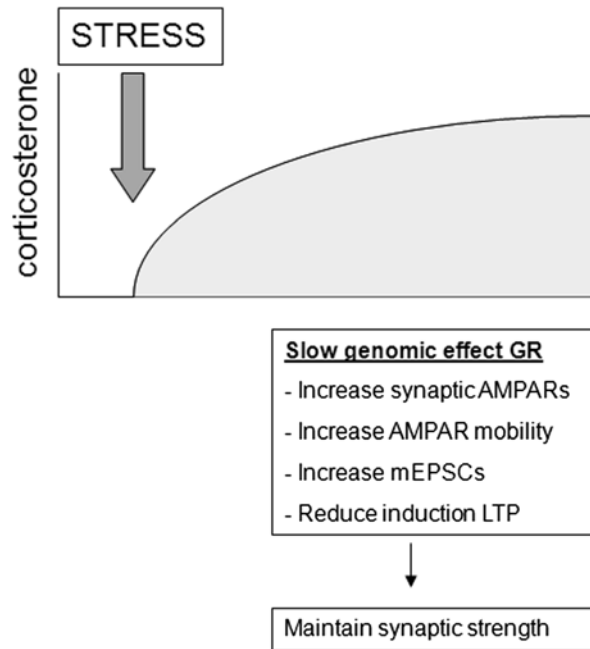 STRESS
corticosterone
Slow genomic effect GR
- Increase synaptic AMPARs
- Increase AMPAR mobility
- Increase mEPSCs
- Reduce induction LTP
Maintain synaptic strength